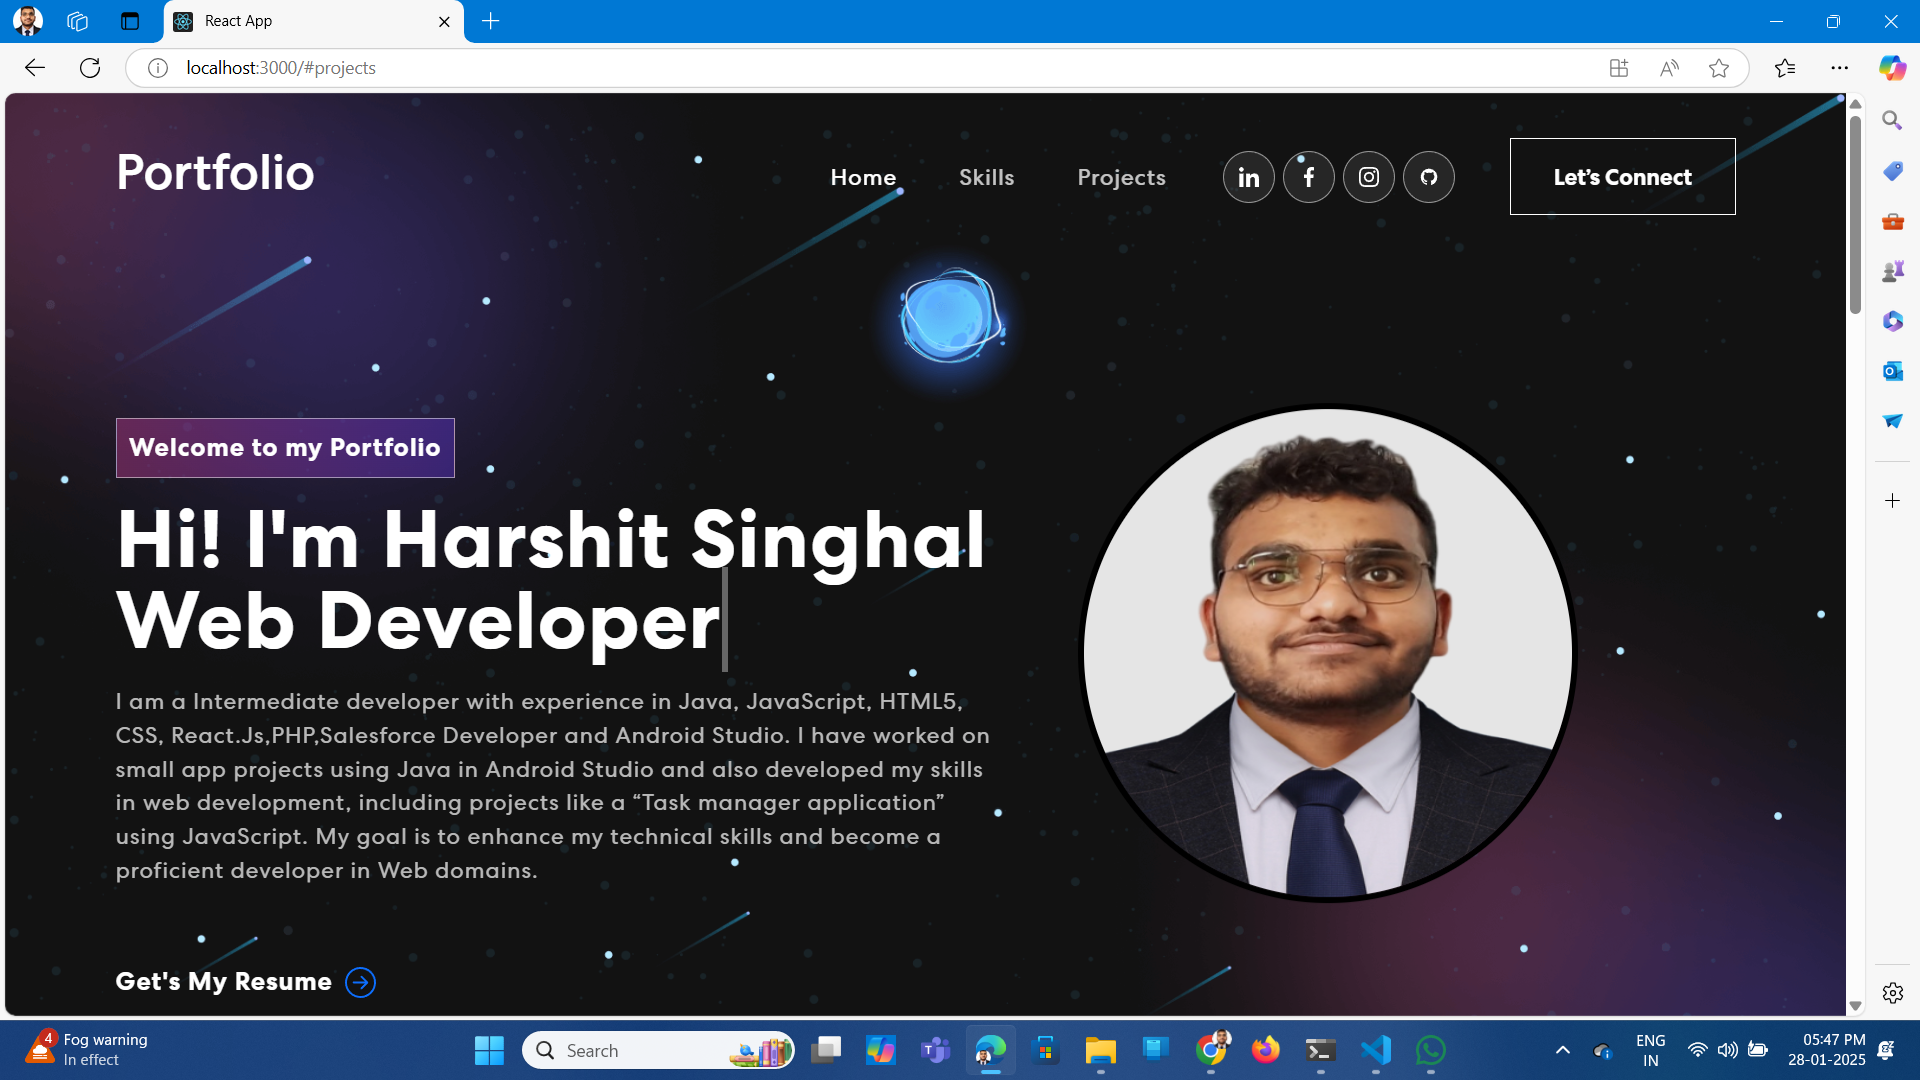 React App
localhost:3000/#projects
Portfolio
Home
Skills
Projects
Let's Connect
Welcome to my Portfolio
Hi! I'm Harshit Singhal
Web Developer
I am a Intermediate developer with experience in Java, JavaScript, HTML5,
CSS, React.Js,PHP,Salesforce Developer and Android Studio. I have worked on
small app projects using Java in Android Studio and also developed my skills
in web development, including projects like a “Task manager application”
using JavaScript. My goal is to enhance my technical skills and become a
proficient developer in Web domains.
Get's My Resume
4
Fog warning
In effect
Search
ENG
IN
05:47 PM
28-01-2025